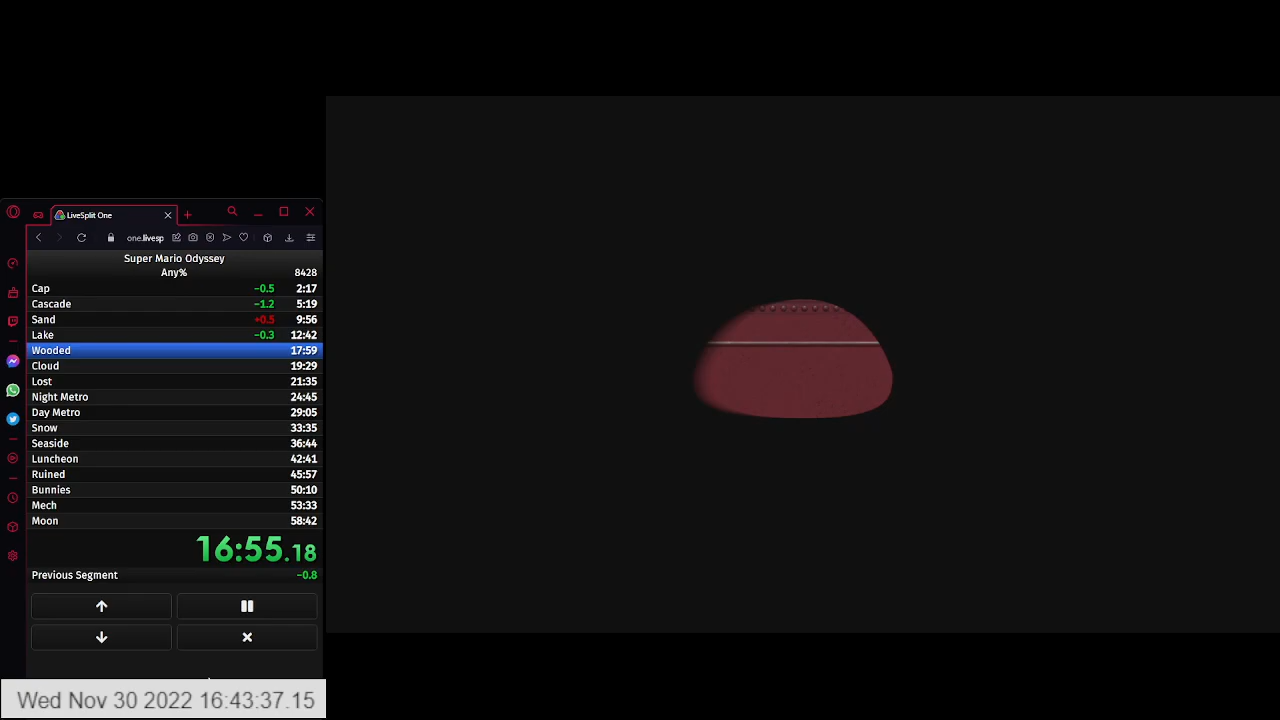 LiveSplit One
one.livesp
Super Mario Odyssey
Any% 8428
Cap −0.5 2:17
Cascade −1.2 5:19
Sand +0.5 9:56
Lake −0.3 12:42
Wooded 17:59
Cloud 19:29
Lost 21:35
Night Metro 24:45
Day Metro 29:05
Snow 33:35
Seaside 36:44
Luncheon 42:41
Ruined 45:57
Bunnies 50:10
Mech 53:33
Moon 58:42
16:55.18
Previous Segment −0.8
Wed Nov 30 2022 16:43:37.15